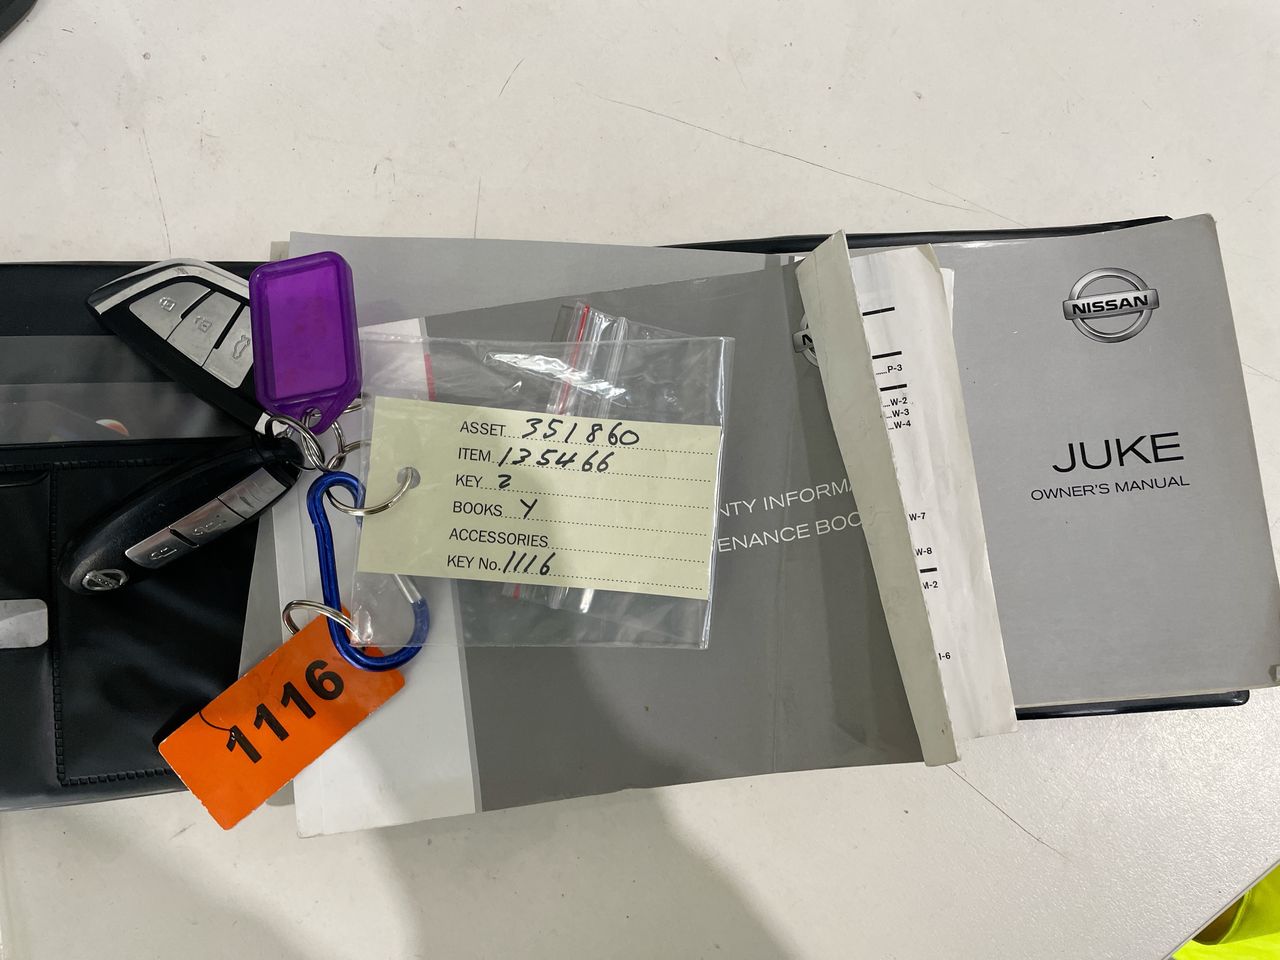 ASSET 351860
ITEM 135466
KEY 2
BOOKS Y
ACCESSORIES
KEY No. 1116
1116
NTY INFORMA
ENANCE BOO
P-3
W-2
W-3
W-4
W-7
W-8
M-2
I-6
NISSAN
JUKE
OWNER'S MANUAL